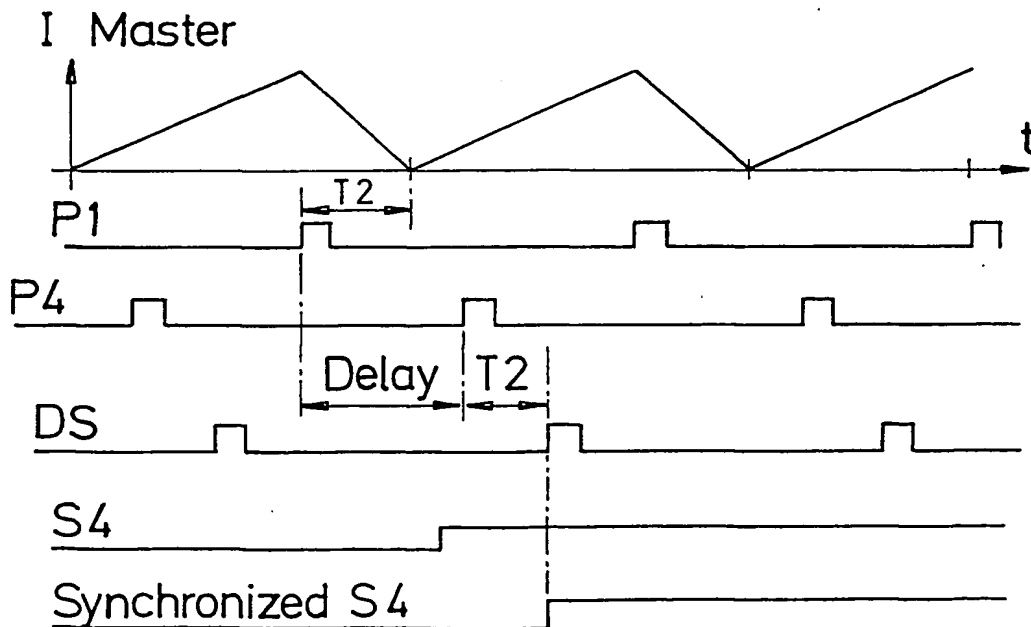 I Master
t
T2
P1
P4
Delay T2
DS
S4
Synchronized S4